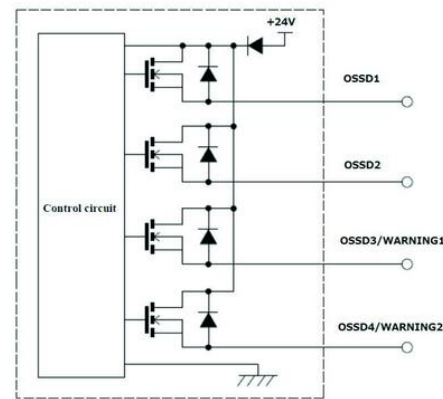 +24V
OSSD1
OSSD2
Control circuit
OSSD3/WARNING1
OSSD4/WARNING2